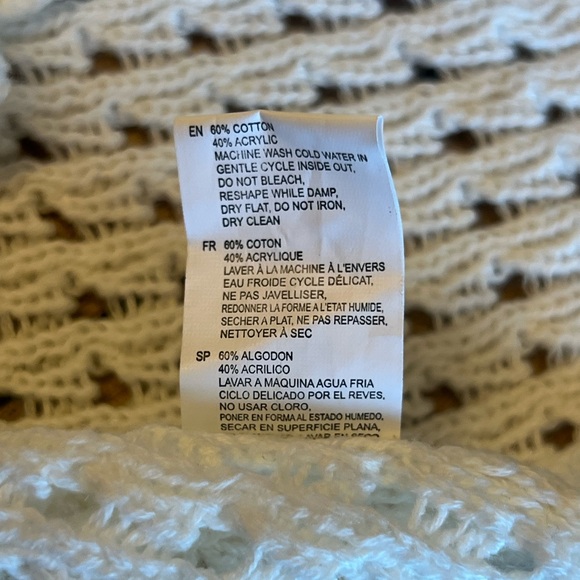 EN 60% COTTON
40% ACRYLIC
MACHINE WASH COLD WATER IN
GENTLE CYCLE INSIDE OUT,
DO NOT BLEACH,
RESHAPE WHILE DAMP,
DRY FLAT, DO NOT IRON,
DRY CLEAN
FR 60% COTON
40% ACRYLIQUE
LAVER À LA MACHINE À L'ENVERS
EAU FROIDE CYCLE DÉLICAT,
NE PAS JAVELLISER,
REDONNER LA FORME A L'ETAT HUMIDE,
SECHER A PLAT, NE PAS REPASSER,
NETTOYER À SEC
SP 60% ALGODON
40% ACRILICO
LAVAR A MAQUINA AGUA FRIA
CICLO DELICADO POR EL REVES.
NO USAR CLORO,
PONER EN FORMA AL ESTADO HUMEDO,
SECAR EN SUPERFICIE PLANA,
LAVAR EN SECO